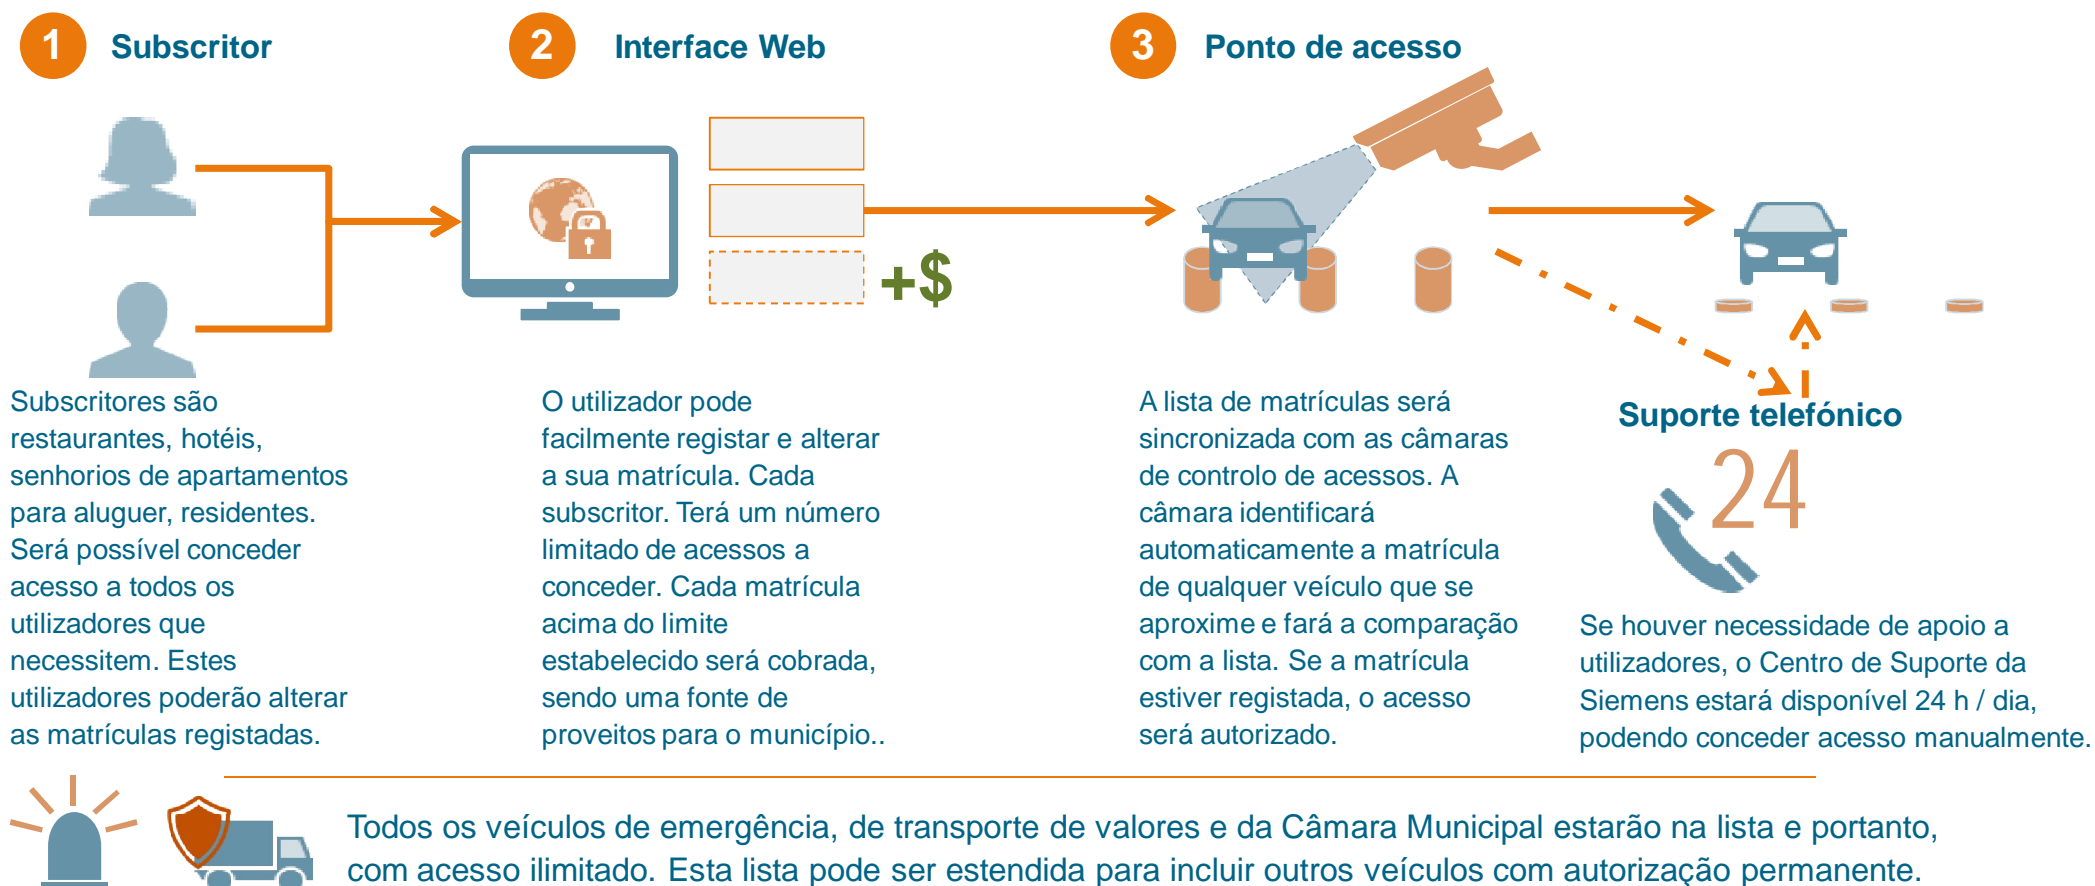 1 Subscritor
2 Interface Web
3 Ponto de acesso
+$
Subscritores são
restaurantes, hotéis,
senhorios de apartamentos
para aluguer, residentes.
Será possível conceder
acesso a todos os
utilizadores que
necessitem. Estes
utilizadores poderão alterar
as matrículas registadas.
O utilizador pode
facilmente registar e alterar
a sua matrícula. Cada
subscritor. Terá um número
limitado de acessos a
conceder. Cada matrícula
acima do limite
estabelecido será cobrada,
sendo uma fonte de
proveitos para o município..
A lista de matrículas será
sincronizada com as câmaras
de controlo de acessos. A
câmara identificará
automaticamente a matrícula
de qualquer veículo que se
aproxime e fará a comparação
com a lista. Se a matrícula
estiver registada, o acesso
será autorizado.
Suporte telefónico
24
Se houver necessidade de apoio a
utilizadores, o Centro de Suporte da
Siemens estará disponível 24 h / dia,
podendo conceder acesso manualmente.
Todos os veículos de emergência, de transporte de valores e da Câmara Municipal estarão na lista e portanto,
com acesso ilimitado. Esta lista pode ser estendida para incluir outros veículos com autorização permanente.